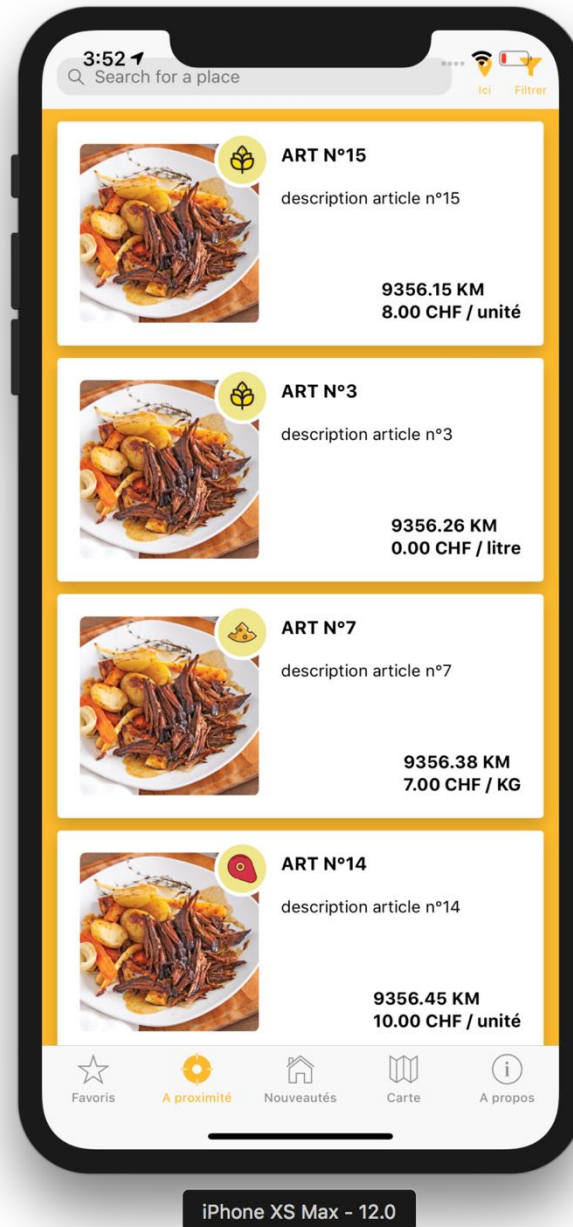 3:52
Search for a place
Ici
Filtrer
ART N°15
description article n°15
9356.15 KM
8.00 CHF / unité
ART N°3
description article n°3
9356.26 KM
0.00 CHF / litre
ART N°7
description article n°7
9356.38 KM
7.00 CHF / KG
ART N°14
description article n°14
9356.45 KM
10.00 CHF / unité
Favoris
A proximité
Nouveautés
Carte
A propos
iPhone XS Max - 12.0